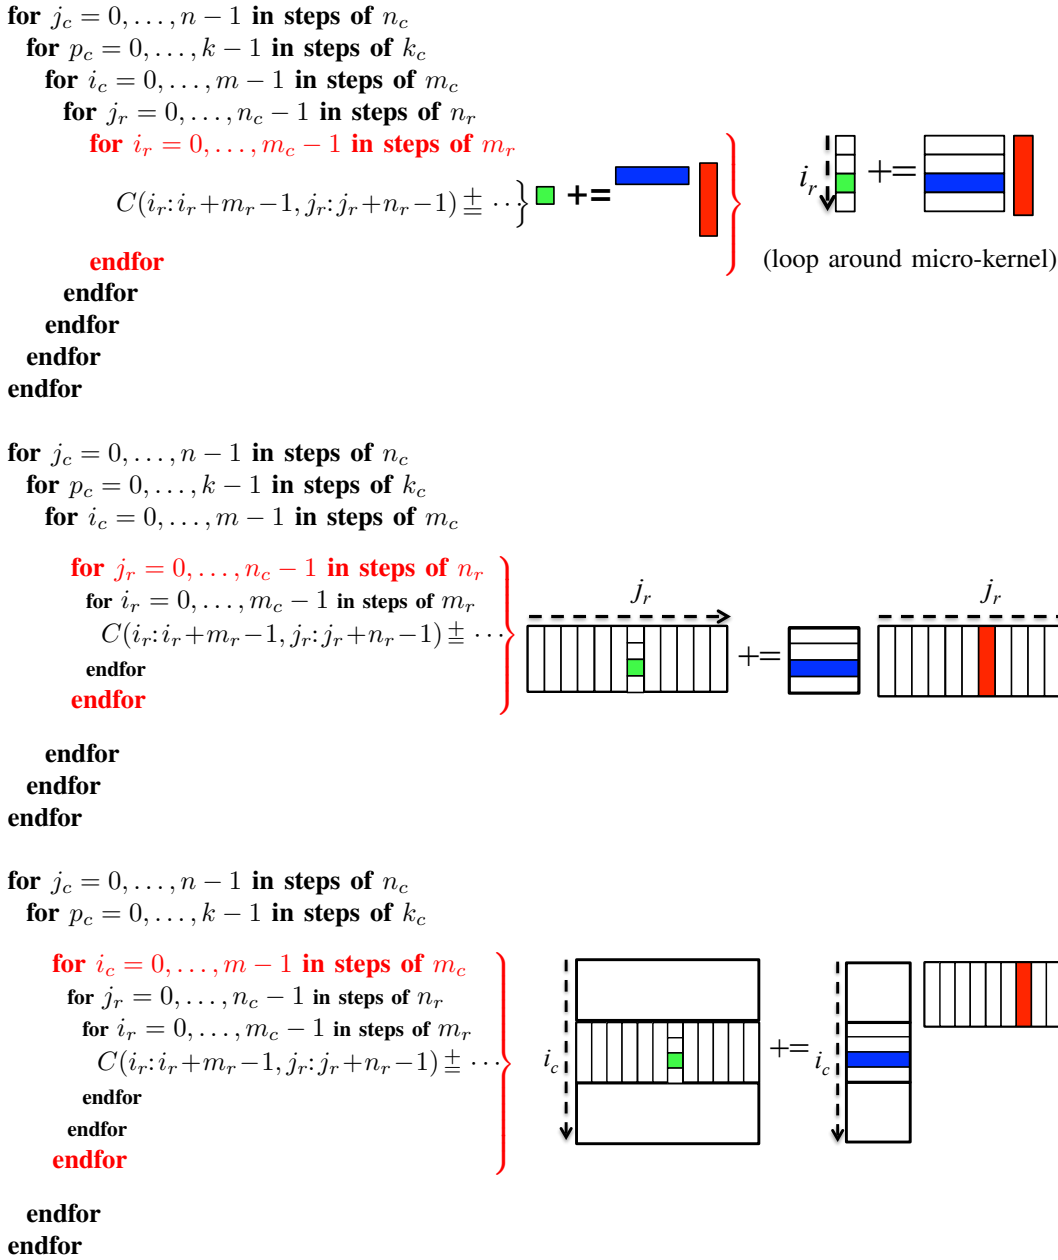 for j_c = 0, . . . , n − 1 in steps of n_c
for p_c = 0, . . . , k − 1 in steps of k_c
for i_c = 0, . . . , m − 1 in steps of m_c
for j_r = 0, . . . , n_c − 1 in steps of n_r
for i_r = 0, . . . , m_c − 1 in steps of m_r
C(i_r: i_r+m_r−1, j_r: j_r+n_r−1) +═ ··· } += 
i_r +=
(loop around micro-kernel)
endfor
endfor
endfor
endfor
endfor
for j_c = 0, . . . , n − 1 in steps of n_c
for p_c = 0, . . . , k − 1 in steps of k_c
for i_c = 0, . . . , m − 1 in steps of m_c
for j_r = 0, . . . , n_c − 1 in steps of n_r
for i_r = 0, . . . , m_c − 1 in steps of m_r
C(i_r: i_r+m_r−1, j_r: j_r+n_r−1) +═ ···
endfor
endfor
j_r += j_r
endfor
endfor
endfor
for j_c = 0, . . . , n − 1 in steps of n_c
for p_c = 0, . . . , k − 1 in steps of k_c
for i_c = 0, . . . , m − 1 in steps of m_c
for j_r = 0, . . . , n_c − 1 in steps of n_r
for i_r = 0, . . . , m_c − 1 in steps of m_r
C(i_r: i_r+m_r−1, j_r: j_r+n_r−1) +═ ···
endfor
endfor
endfor
i_c += i_c
endfor
endfor